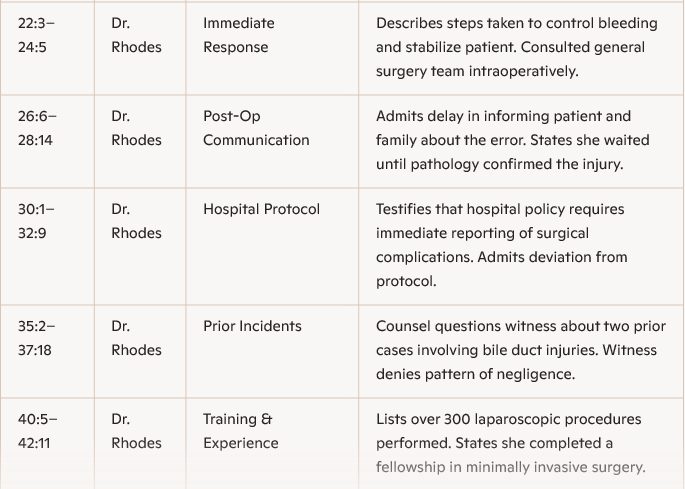 22:3–
24:5
Dr.
Rhodes
Immediate
Response
Describes steps taken to control bleeding
and stabilize patient. Consulted general
surgery team intraoperatively.
26:6–
28:14
Dr.
Rhodes
Post-Op
Communication
Admits delay in informing patient and
family about the error. States she waited
until pathology confirmed the injury.
30:1–
32:9
Dr.
Rhodes
Hospital Protocol
Testifies that hospital policy requires
immediate reporting of surgical
complications. Admits deviation from
protocol.
35:2–
37:18
Dr.
Rhodes
Prior Incidents
Counsel questions witness about two prior
cases involving bile duct injuries. Witness
denies pattern of negligence.
40:5–
42:11
Dr.
Rhodes
Training &
Experience
Lists over 300 laparoscopic procedures
performed. States she completed a
fellowship in minimally invasive surgery.